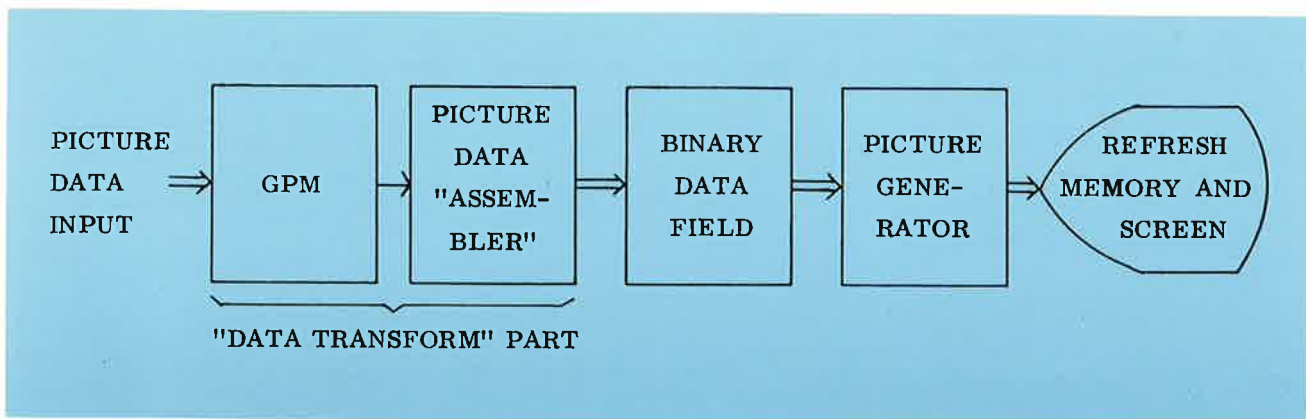 PICTURE
DATA
INPUT
GPM
PICTURE
DATA
"ASSEM-
BLER"
BINARY
DATA
FIELD
PICTURE
GENE-
RATOR
REFRESH
MEMORY AND
SCREEN
"DATA TRANSFORM" PART